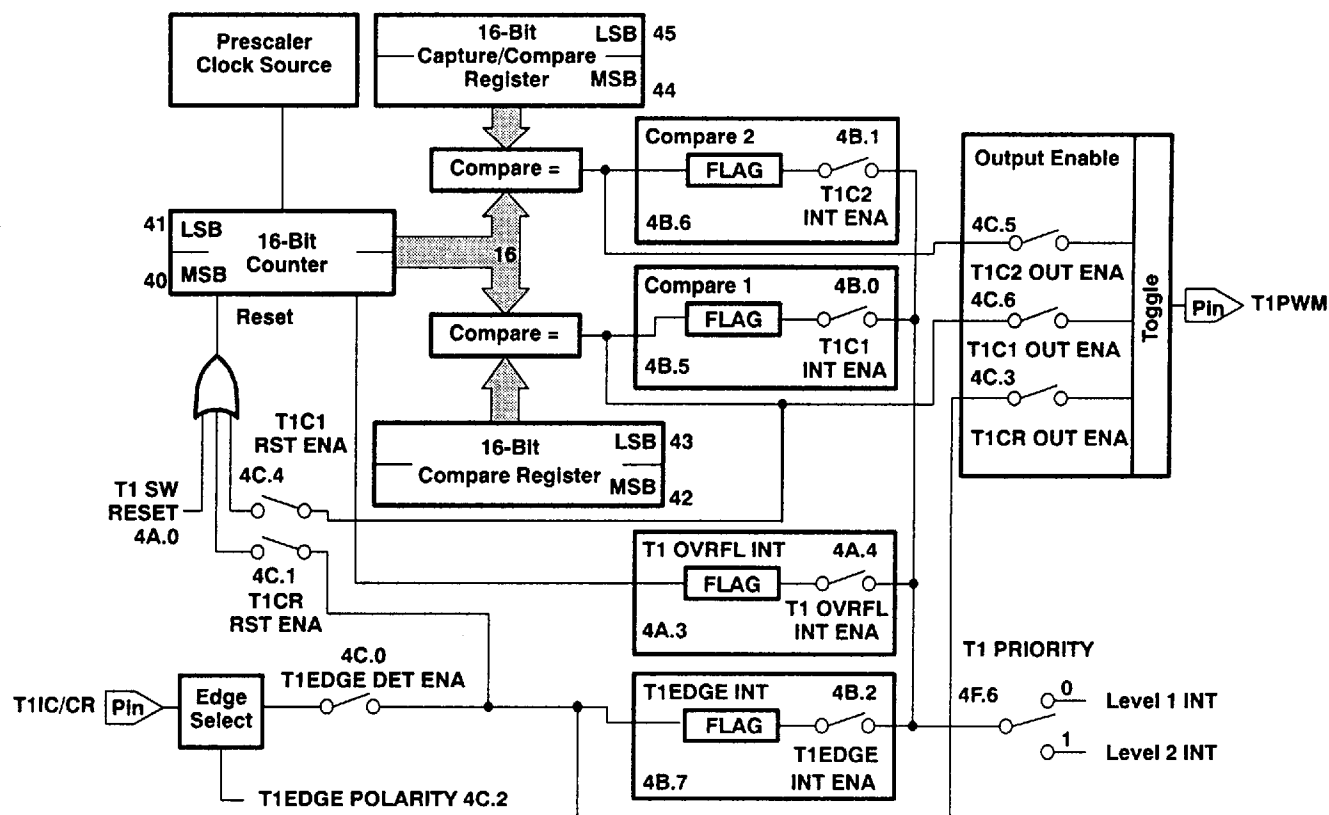 Prescaler
Clock Source
16-Bit
Capture/Compare
Register
LSB
MSB
45
44
Compare =
Compare 2
4B.1
FLAG
T1C2
INT ENA
4B.6
Output Enable
4C.5
T1C2 OUT ENA
4C.6
T1C1 OUT ENA
4C.3
T1CR OUT ENA
Toggle
Pin
T1PWM
41
40
LSB
MSB
16-Bit
Counter
16
Reset
Compare 1
4B.0
FLAG
T1C1
INT ENA
4B.5
Compare =
16-Bit
Compare Register
LSB
MSB
43
42
T1C1
RST ENA
4C.4
T1 SW
RESET
4A.0
4C.1
T1CR
RST ENA
T1 OVRFL INT
4A.4
FLAG
T1 OVRFL
INT ENA
4A.3
T1IC/CR
Pin
Edge
Select
4C.0
T1EDGE DET ENA
T1EDGE POLARITY 4C.2
T1EDGE INT
4B.2
FLAG
T1EDGE
INT ENA
4B.7
T1 PRIORITY
4F.6
0
Level 1 INT
1
Level 2 INT